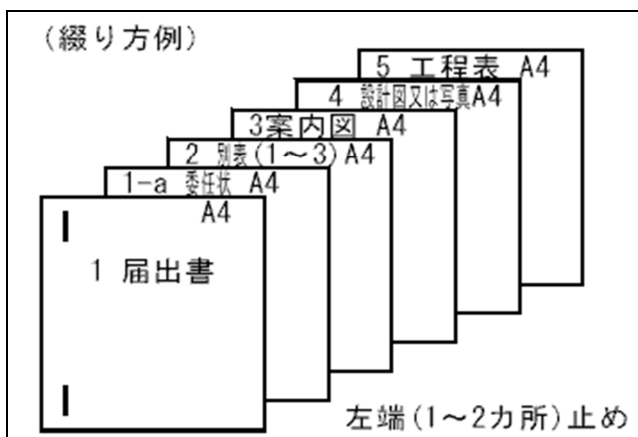 (綴り方例)
5 工程表 A4
4 設計図又は写真A4
3案内図 A4
2 別表(1~3)A4
1-a 委任状 A4
A4
1 届出書
左端(1~2カ所)止め